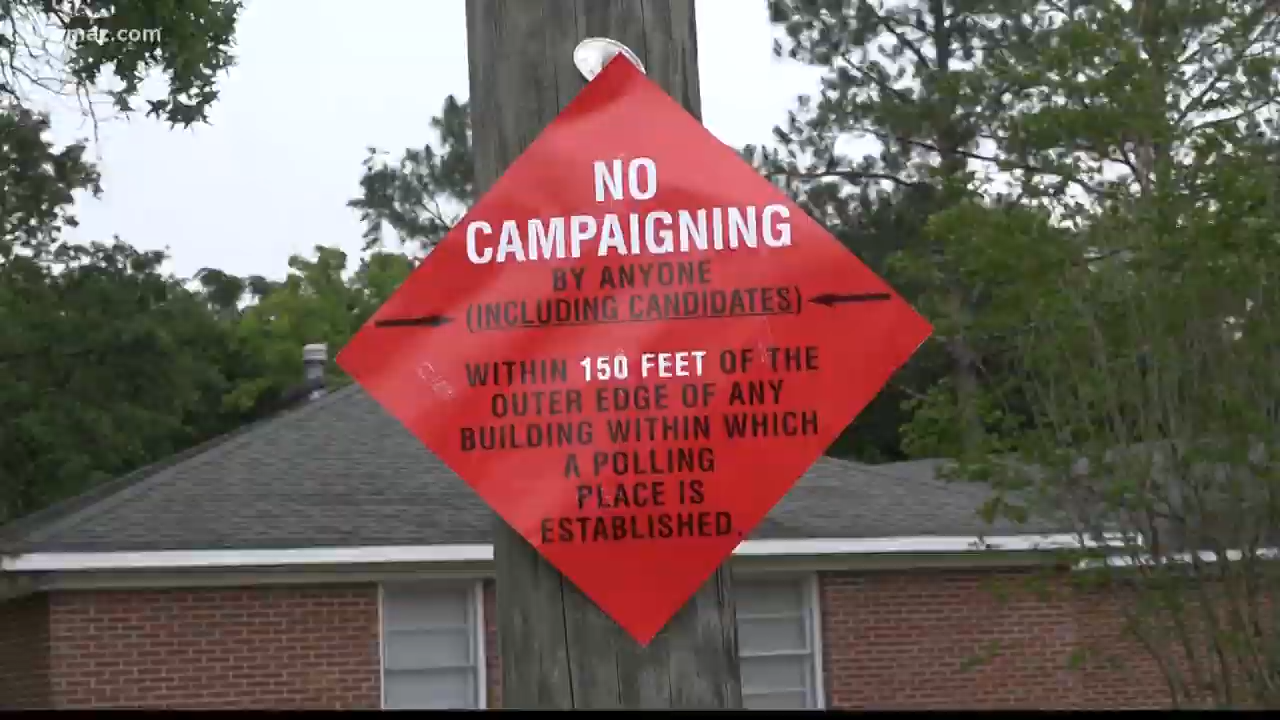 NO
CAMPAIGNING
BY ANYONE
(INCLUDING CANDIDATES)
WITHIN 150 FEET OF THE
OUTER EDGE OF ANY
BUILDING WITHIN WHICH
A POLLING
PLACE IS
ESTABLISHED.